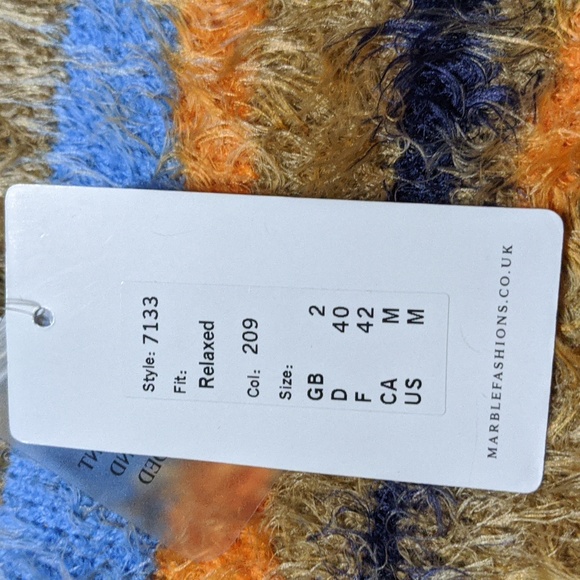 Style: 7133
Fit:
Relaxed
Col: 209
Size:
GB 2
D 40
F 42
CA M
US M
MARBLEFASHIONS.CO.UK